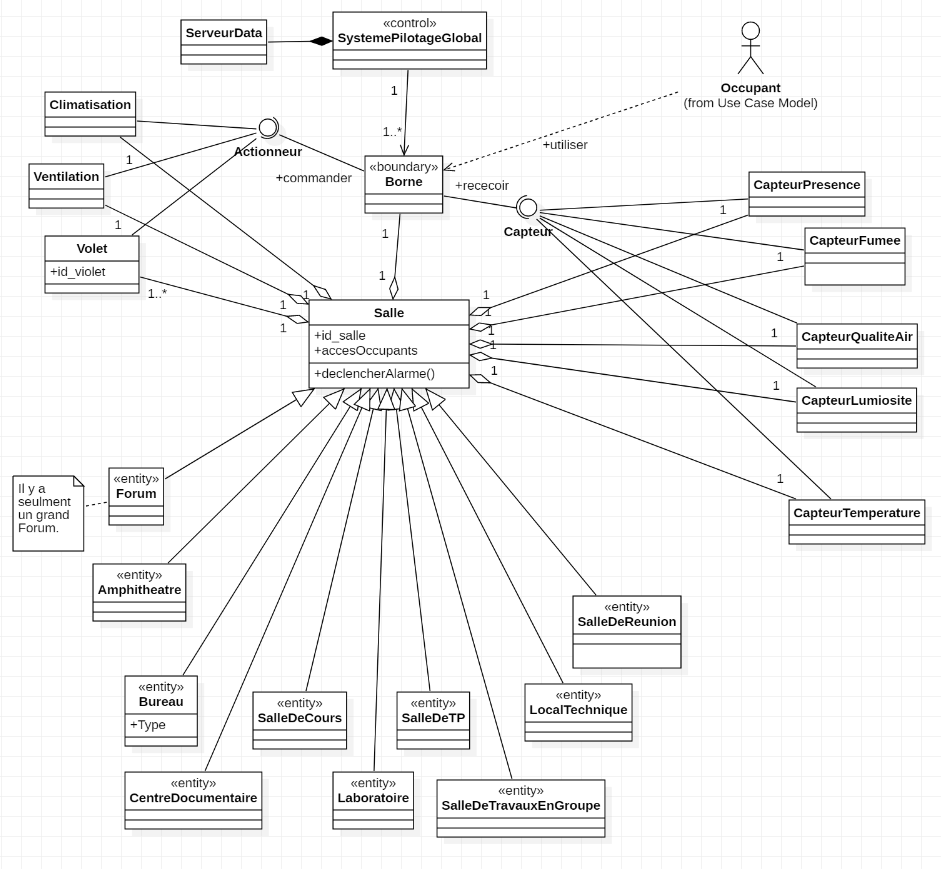 ServeurData
«control»
SystemePilotageGlobal
Occupant
(from Use Case Model)
1
1..*
+utiliser
Climatisation
Actionneur
+commander
«boundary»
Borne
+rececoir
Capteur
CapteurPresence
1
Ventilation
1
1
CapteurFumee
1
Volet
+id_violet
1..*
1
1
1
1
1
1
Salle
+id_salle
+accesOccupants
+declencherAlarme()
1
1
1
1
1
CapteurQualiteAir
1
CapteurLumiosite
1
CapteurTemperature
1
Il y a
seulment
un grand
Forum.
«entity»
Forum
«entity»
Amphitheatre
«entity»
SalleDeReunion
«entity»
Bureau
+Type
«entity»
SalleDeCours
«entity»
SalleDeTP
«entity»
LocalTechnique
«entity»
CentreDocumentaire
«entity»
Laboratoire
«entity»
SalleDeTravauxEnGroupe